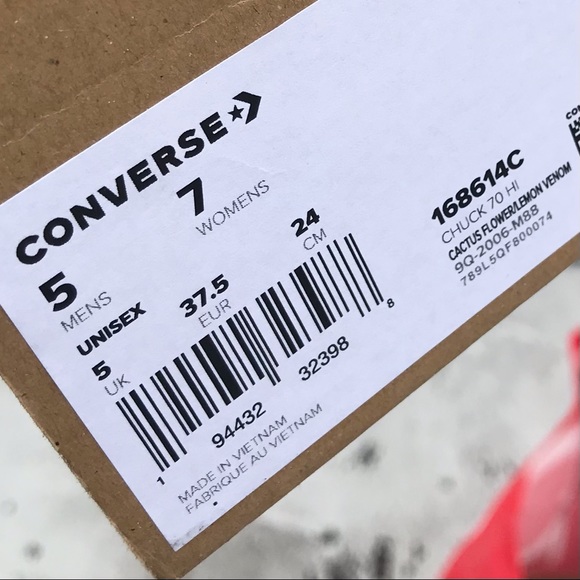 CONVERSE
5 MENS
7 WOMENS
UNISEX
5 UK
37.5 EUR
24 CM
1 94432 32398 8
MADE IN VIETNAM
FABRIQUE AU VIETNAM
168614C
CHUCK 70 HI
CACTUS FLOWER/LEMON VENOM
9Q-2006-M88
789L5QF800074